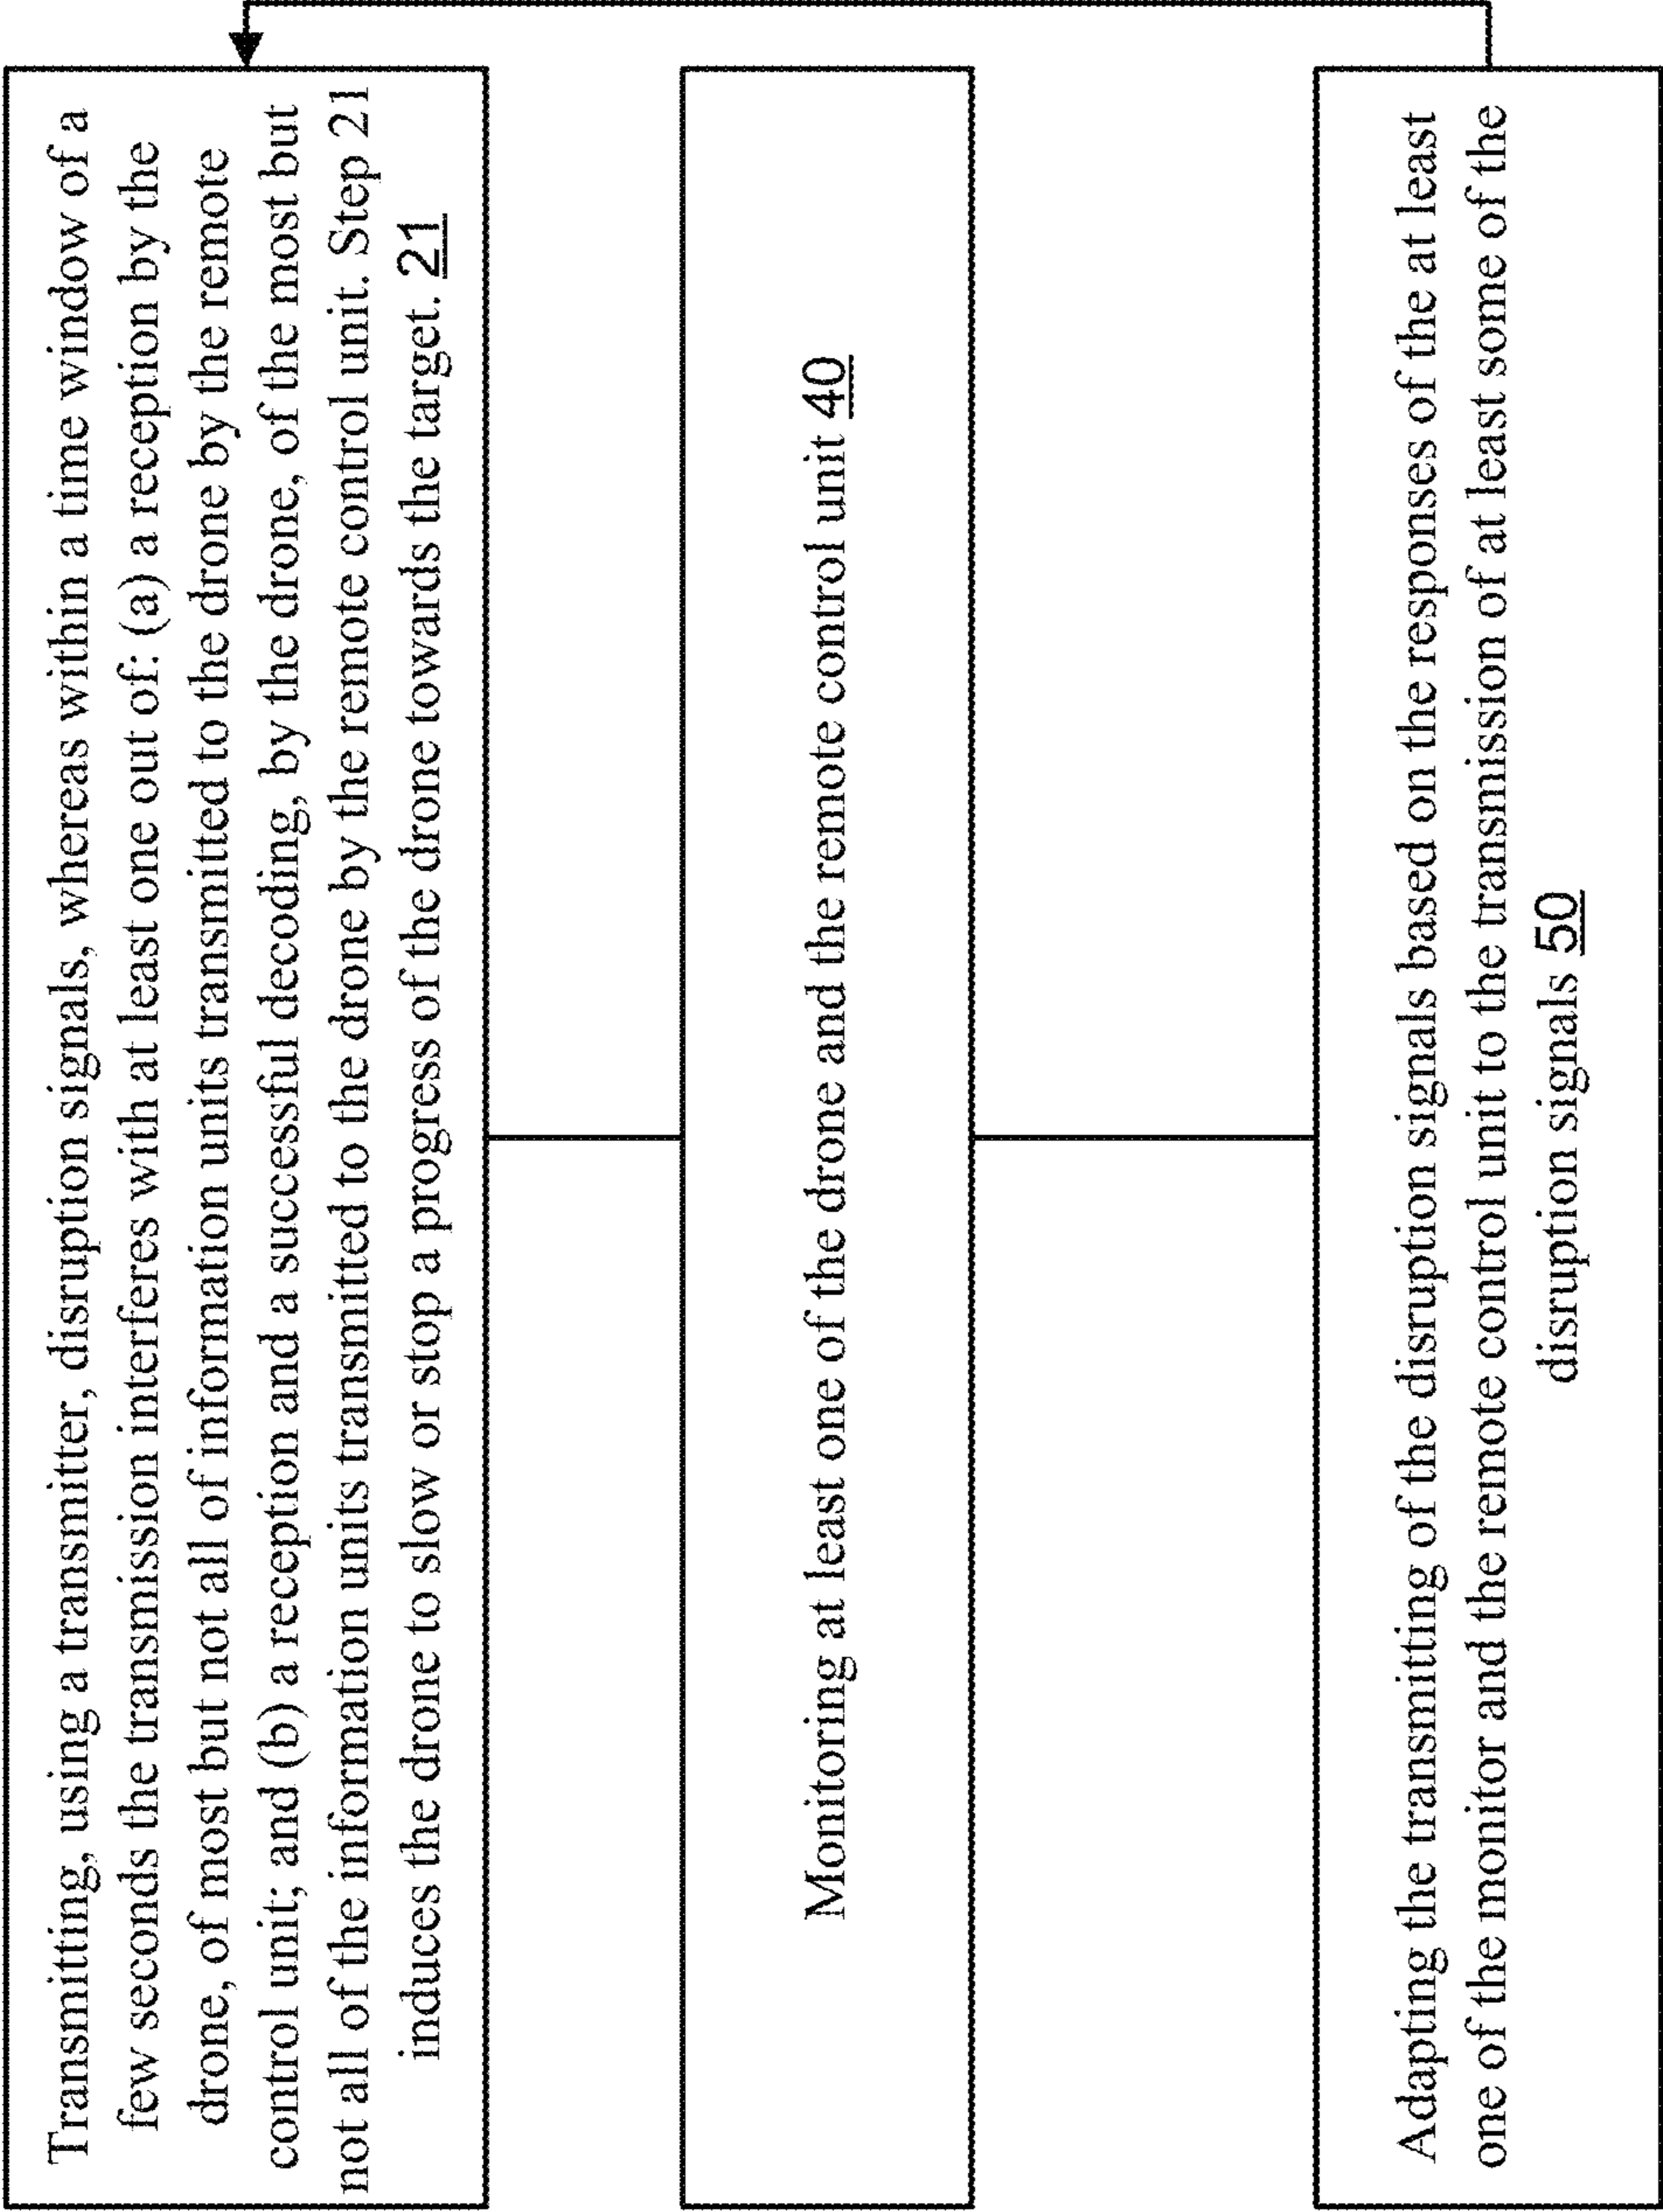 Transmitting, using a transmitter, disruption signals, whereas within a time window of a
few seconds the transmission interferes with at least one out of: (a) a reception by the
drone, of most but not all of information units transmitted to the drone by the remote
control unit; and (b) a reception and a successful decoding, by the drone, of the most but
not all of the information units transmitted to the drone by the remote control unit. Step 21
induces the drone to slow or stop a progress of the drone towards the target. 21
Monitoring at least one of the drone and the remote control unit 40
Adapting the transmitting of the disruption signals based on the responses of the at least
one of the monitor and the remote control unit to the transmission of at least some of the
disruption signals 50